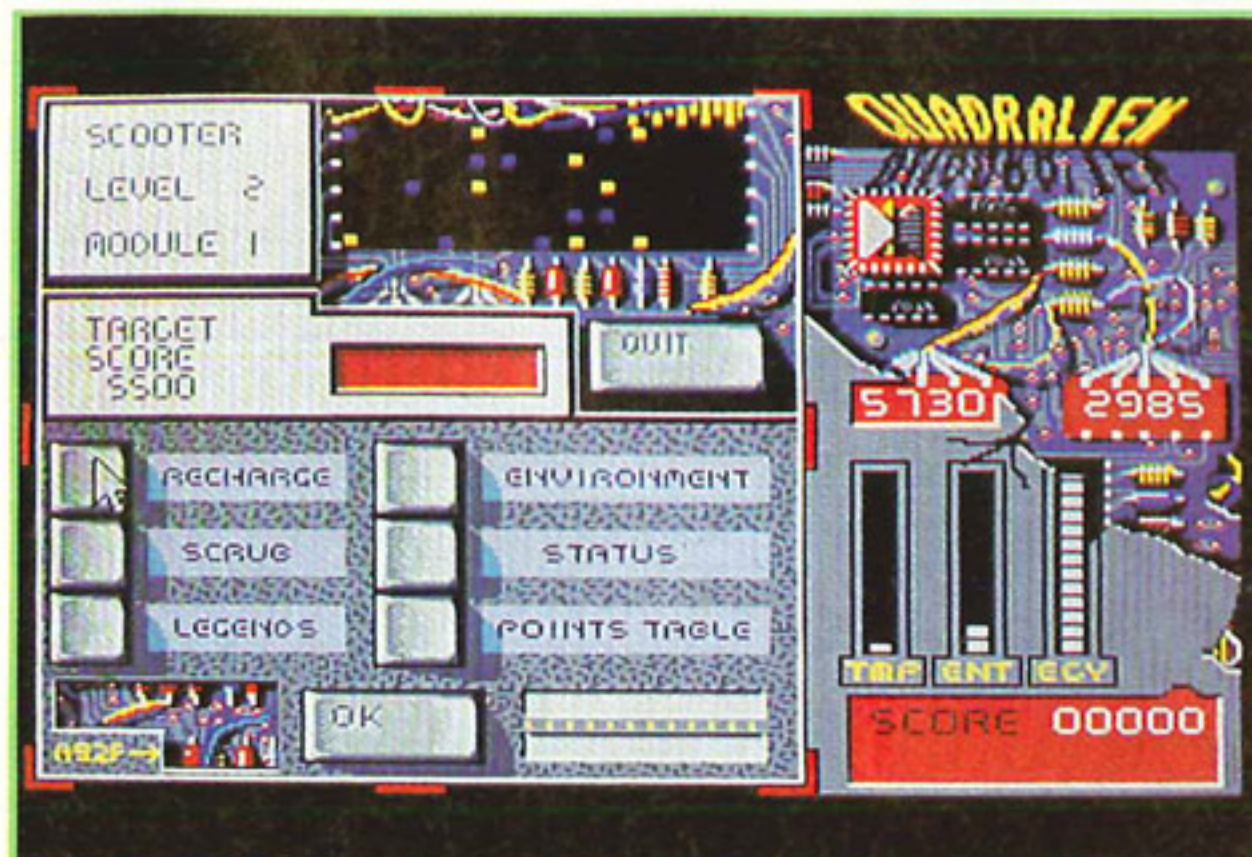 SCOOTER
LEVEL 2
MODULE 1
TARGET
SCORE
5500
QUIT
RECHARGE
SCRUB
LEGENDS
ENVIRONMENT
STATUS
POINTS TABLE
OK
QUADRALIEN
5730
2985
TMP
ENT
EGY
SCORE 00000